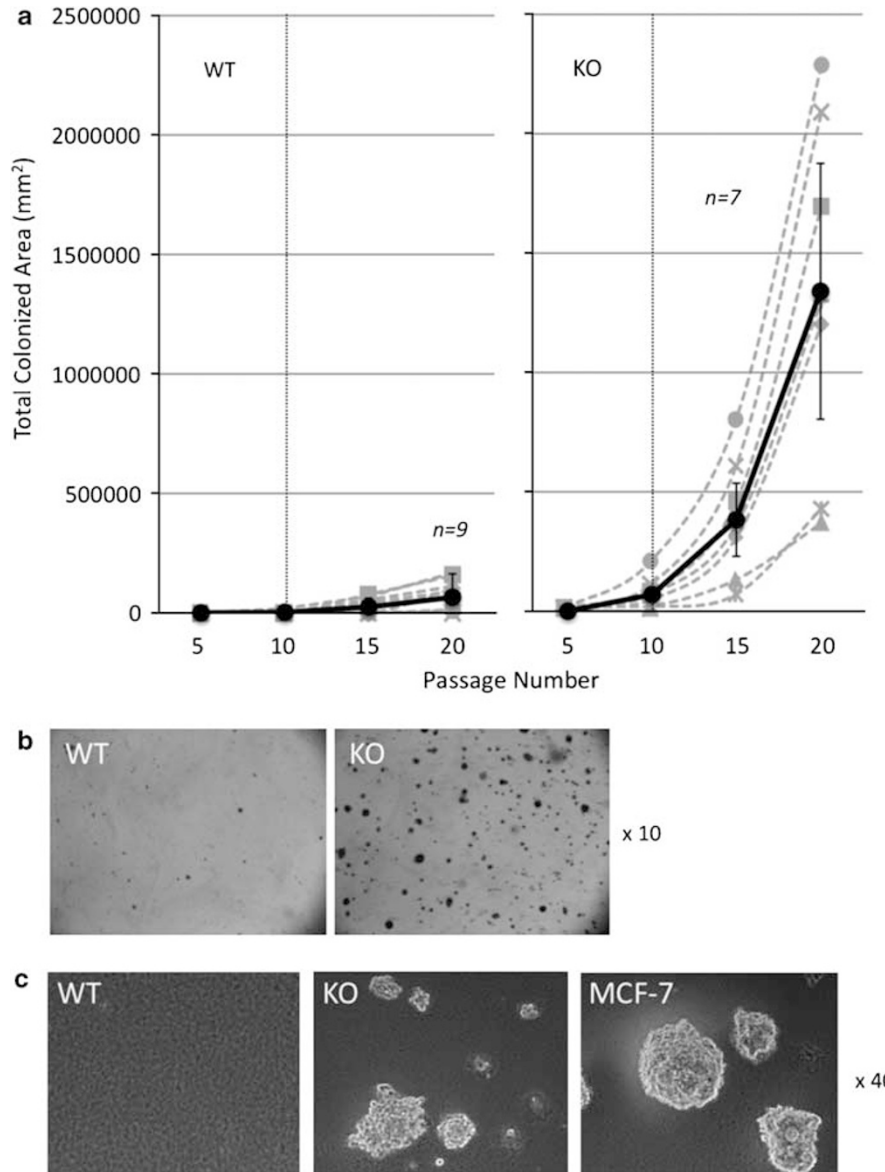 a
2500000
2000000
1500000
1000000
500000
0
Total Colonized Area (mm²)
WT
n=9
5 10 15 20
KO
n=7
5 10 15 20
Passage Number
b
WT
KO
x 10
c
WT
KO
MCF-7